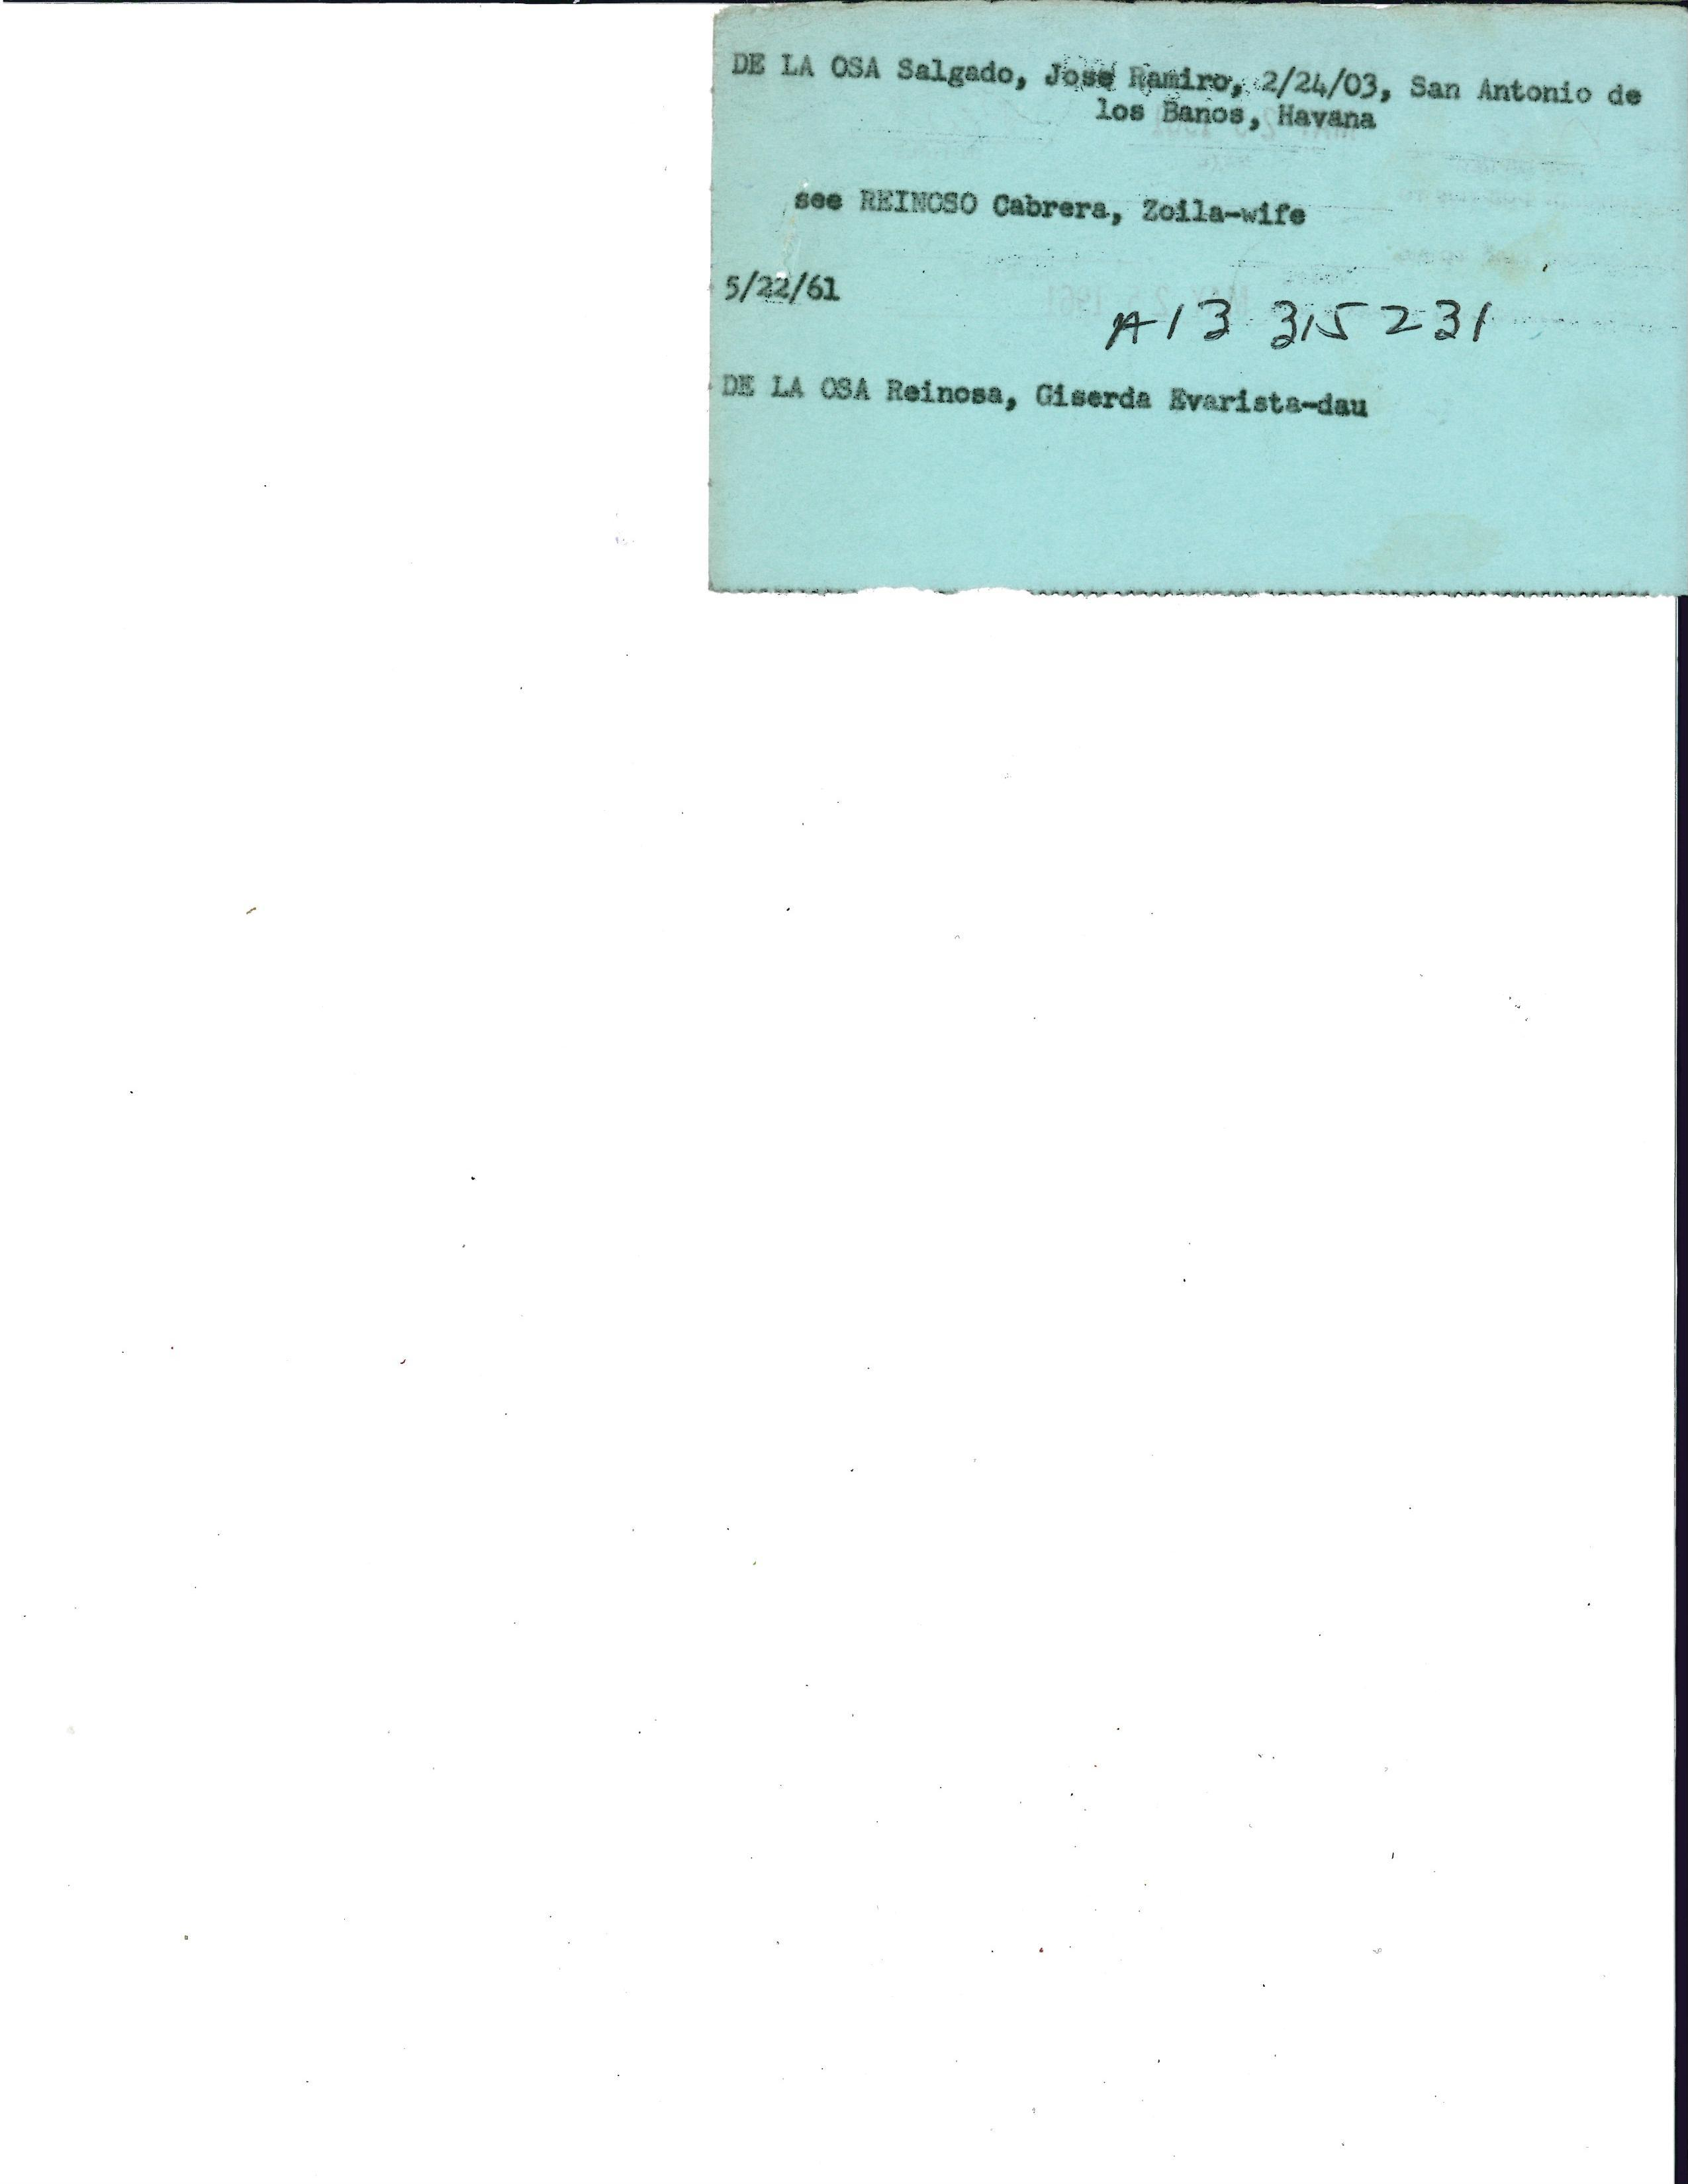 DE LA OSA Salgado, Jose Ramiro, 2/24/03, San Antonio de
los Banos, Havana
see REINOSO Cabrera, Zoila-wife
5/22/61
A13 315 231
DE LA OSA Reinosa, Giserda Evarista-dau